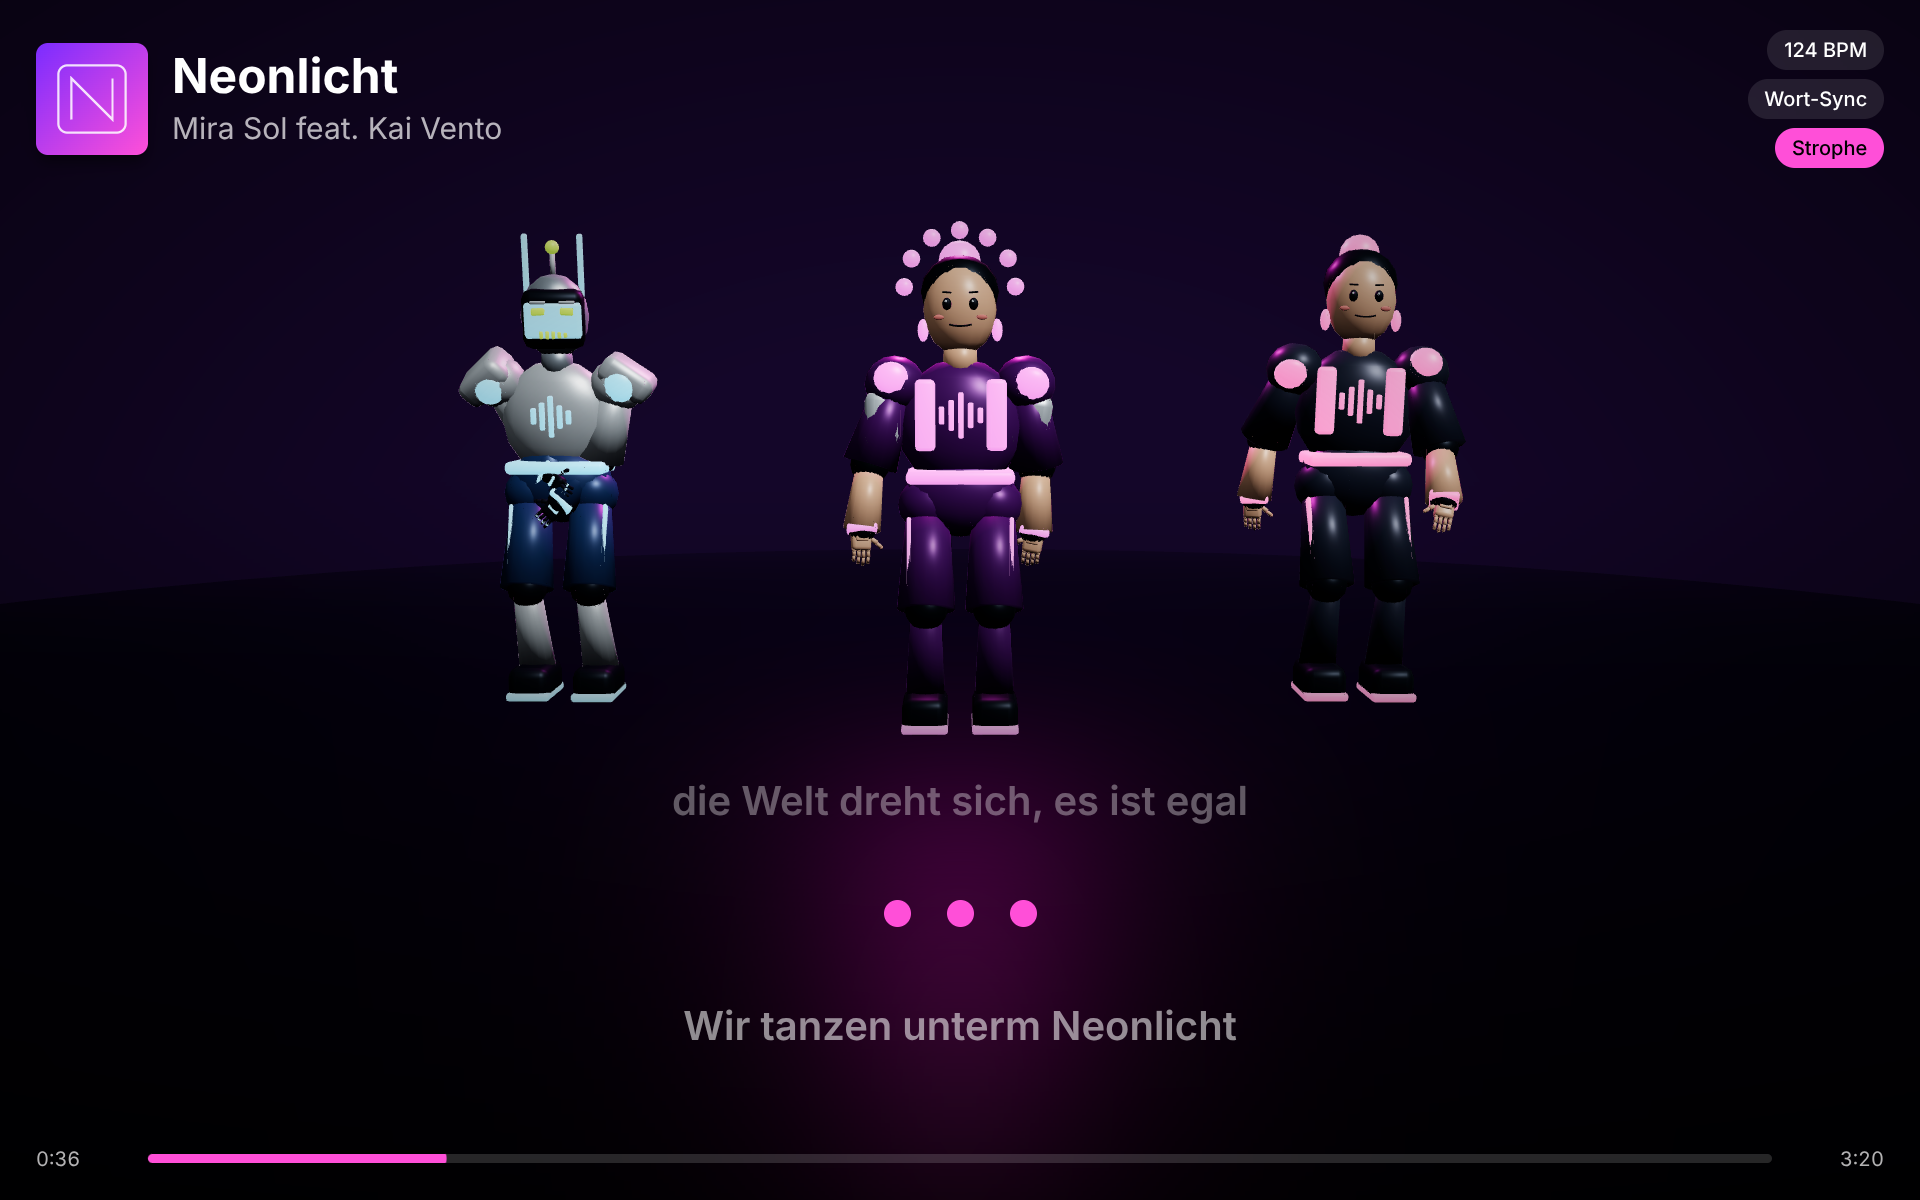 N
Neonlicht
Mira Sol feat. Kai Vento
124 BPM
Wort-Sync
Strophe
die Welt dreht sich, es ist egal
Wir tanzen unterm Neonlicht
0:36
3:20